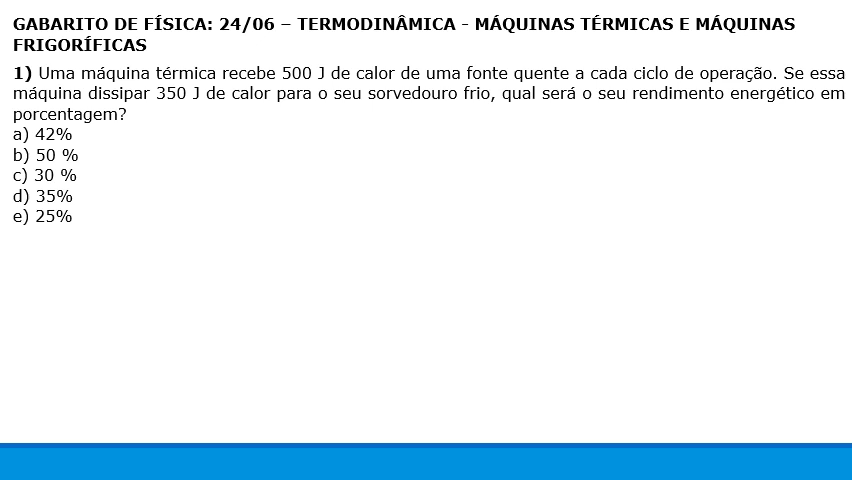 GABARITO DE FÍSICA: 24/06 – TERMODINÂMICA - MÁQUINAS TÉRMICAS E MÁQUINAS
FRIGORÍFICAS
1) Uma máquina térmica recebe 500 J de calor de uma fonte quente a cada ciclo de operação. Se essa
máquina dissipar 350 J de calor para o seu sorvedouro frio, qual será o seu rendimento energético em
porcentagem?
a) 42%
b) 50 %
c) 30 %
d) 35%
e) 25%